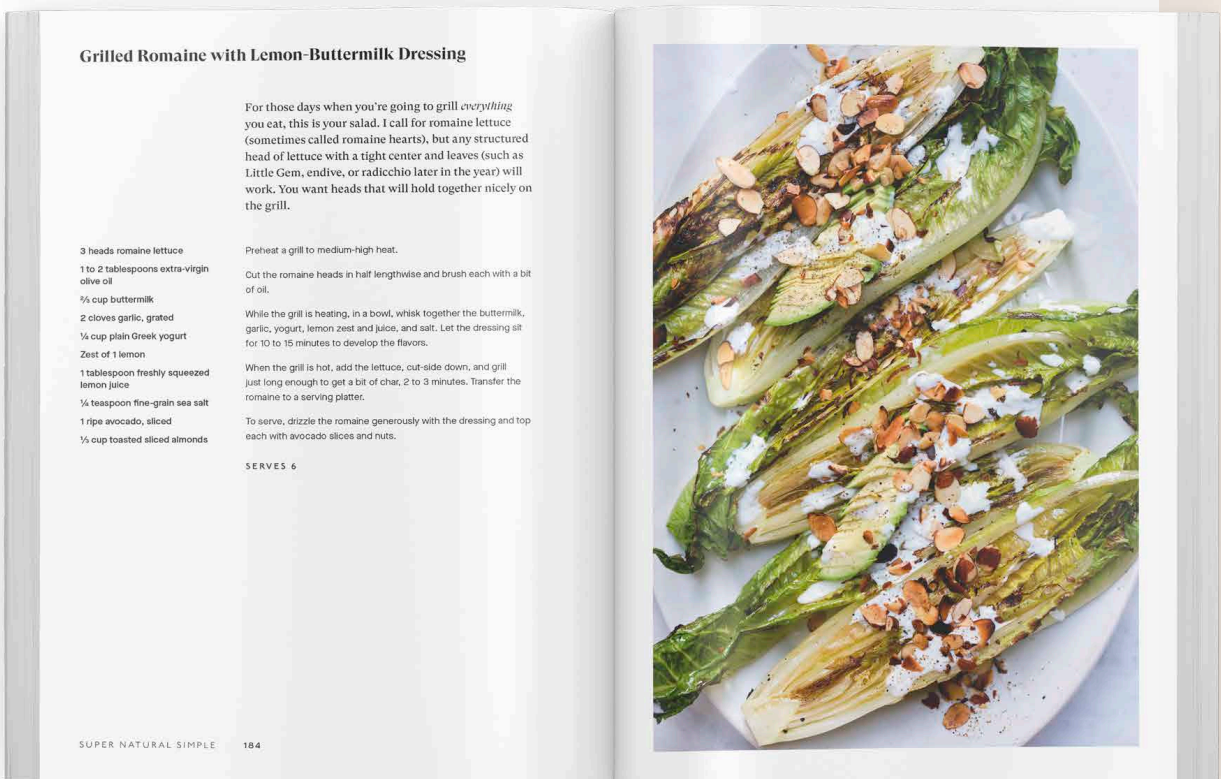 Grilled Romaine with Lemon-Buttermilk Dressing
For those days when you're going to grill everything
you eat, this is your salad. I call for romaine lettuce
(sometimes called romaine hearts), but any structured
head of lettuce with a tight center and leaves (such as
Little Gem, endive, or radicchio later in the year) will
work. You want heads that will hold together nicely on
the grill.
3 heads romaine lettuce
1 to 2 tablespoons extra-virgin
olive oil
⅔ cup buttermilk
2 cloves garlic, grated
¼ cup plain Greek yogurt
Zest of 1 lemon
1 tablespoon freshly squeezed
lemon juice
¼ teaspoon fine-grain sea salt
1 ripe avocado, sliced
⅓ cup toasted sliced almonds
Preheat a grill to medium-high heat.
Cut the romaine heads in half lengthwise and brush each with a bit
of oil.
While the grill is heating, in a bowl, whisk together the buttermilk,
garlic, yogurt, lemon zest and juice, and salt. Let the dressing sit
for 10 to 15 minutes to develop the flavors.
When the grill is hot, add the lettuce, cut-side down, and grill
just long enough to get a bit of char, 2 to 3 minutes. Transfer the
romaine to a serving platter.
To serve, drizzle the romaine generously with the dressing and top
each with avocado slices and nuts.
SERVES 6
SUPER NATURAL SIMPLE 184